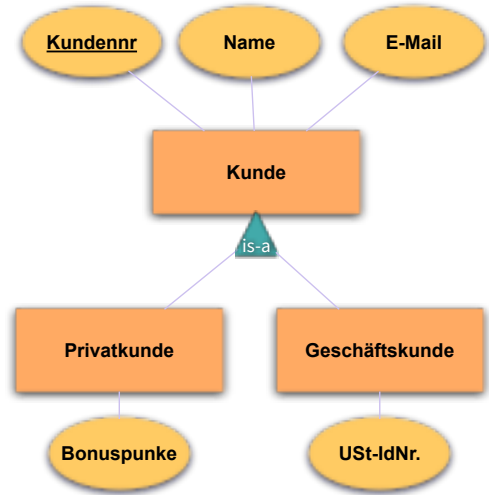 Kundennr
Name
E-Mail
Kunde
is-a
Privatkunde
Geschäftskunde
Bonuspunke
USt-IdNr.